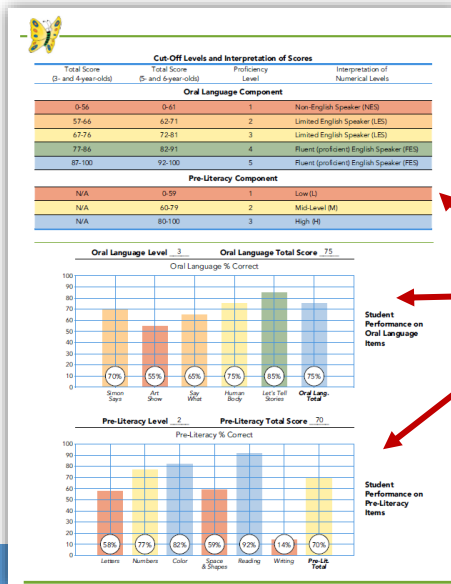 Cut-Off Levels and Interpretation of Scores
Total Score Total Score Proficiency Interpretation of
(3- and 4-year-olds) (5- and 6-year-olds) Level Numerical Levels
Oral Language Component
0-56 0-61 1 Non-English Speaker (NES)
57-66 62-71 2 Limited English Speaker (LES)
67-76 72-81 3 Limited English Speaker (LES)
77-86 82-91 4 Fluent (proficient) English Speaker (FES)
87-100 92-100 5 Fluent (proficient) English Speaker (FES)
Pre-Literacy Component
N/A 0-59 1 Low (L)
N/A 60-79 2 Mid-Level (M)
N/A 80-100 3 High (H)
Oral Language Level 3 Oral Language Total Score 75
Oral Language % Correct
100
90
80
70
60
50
40
30
20
10
0
70% 55% 65% 75% 85% 75%
Simon Art Say Human Let's Tell Oral Lang.
Says Show What Body Stories Total
Student
Performance on
Oral Language
Items
Pre-Literacy Level 2 Pre-Literacy Total Score 70
Pre-Literacy % Correct
100
90
80
70
60
50
40
30
20
10
0
58% 77% 82% 59% 92% 14% 70%
Letters Numbers Color Space Reading Writing Pre-Lit.
& Shapes Total
Student
Performance on
Pre-Literacy
Items